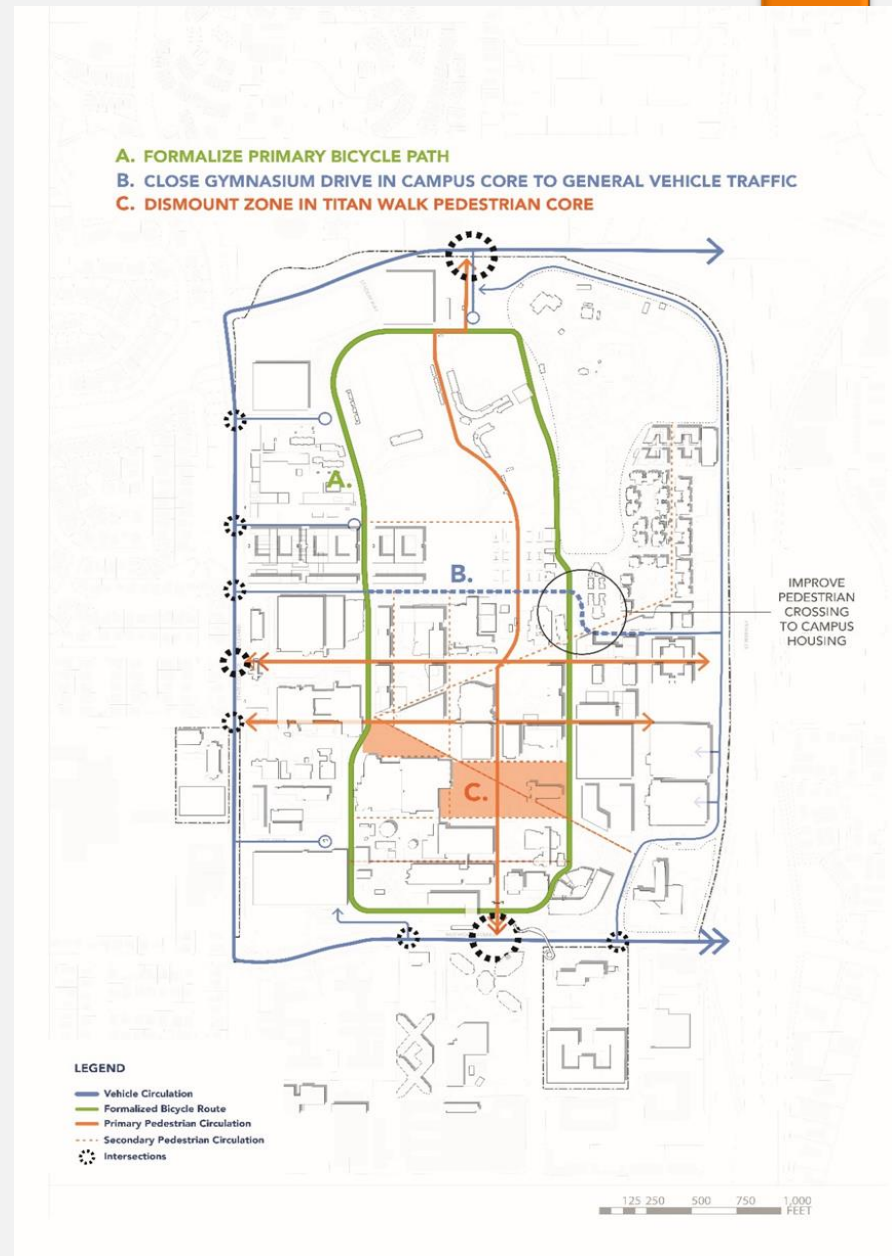 A. FORMALIZE PRIMARY BICYCLE PATH
B. CLOSE GYMNASIUM DRIVE IN CAMPUS CORE TO GENERAL VEHICLE TRAFFIC
C. DISMOUNT ZONE IN TITAN WALK PEDESTRIAN CORE
A.
B.
IMPROVE
PEDESTRIAN
CROSSING
TO CAMPUS
HOUSING
C.
LEGEND
Vehicle Circulation
Formalized Bicycle Route
Primary Pedestrian Circulation
Secondary Pedestrian Circulation
Intersections
125 250 500 750 1,000
FEET